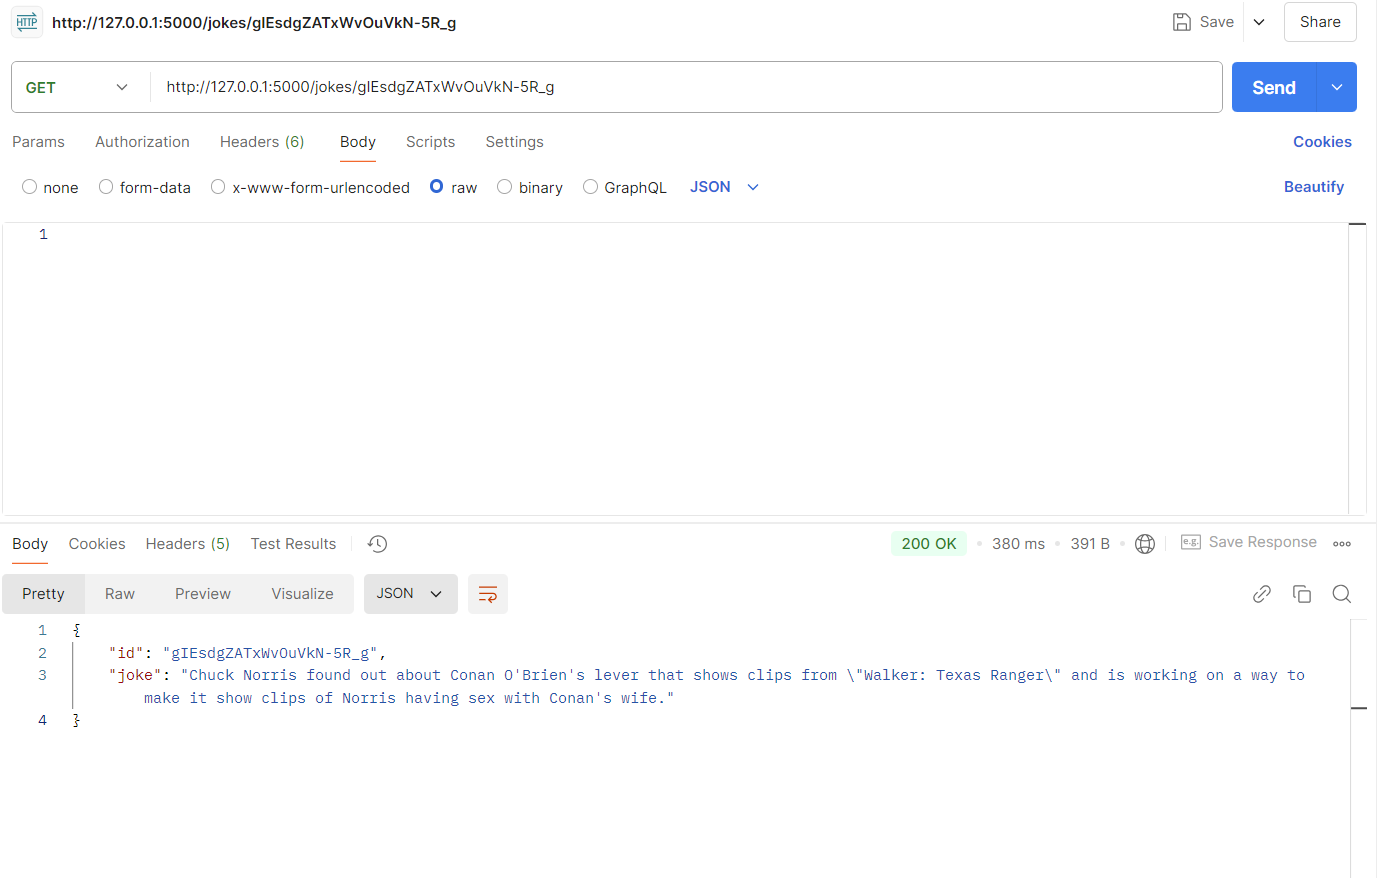 HTTP http://127.0.0.1:5000/jokes/gIEsdgZATxWvOuVkN-5R_g Save Share
GET http://127.0.0.1:5000/jokes/gIEsdgZATxWvOuVkN-5R_g Send
Params Authorization Headers (6) Body Scripts Settings Cookies
none form-data x-www-form-urlencoded raw binary GraphQL JSON Beautify
1
Body Cookies Headers (5) Test Results 200 OK 380 ms 391 B e.g. Save Response
Pretty Raw Preview Visualize JSON
1 {
2 "id": "gIEsdgZATxWvOuVkN-5R_g",
3 "joke": "Chuck Norris found out about Conan O'Brien's lever that shows clips from \"Walker: Texas Ranger\" and is working on a way to
make it show clips of Norris having sex with Conan's wife."
4 }